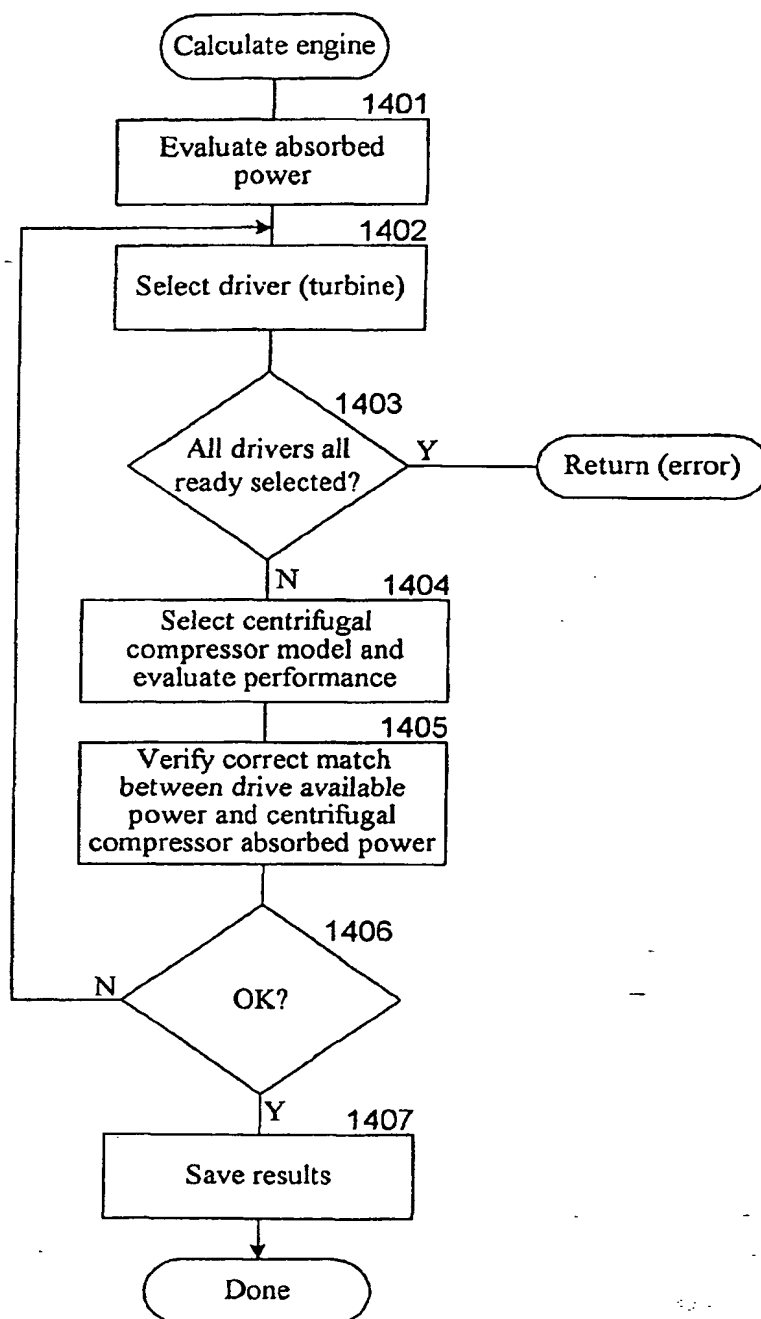 Calculate engine
1401
Evaluate absorbed
power
1402
Select driver (turbine)
1403
All drivers all
ready selected?
Y
Return (error)
N
1404
Select centrifugal
compressor model and
evaluate performance
1405
Verify correct match
between drive available
power and centrifugal
compressor absorbed power
1406
N
OK?
Y
1407
Save results
Done